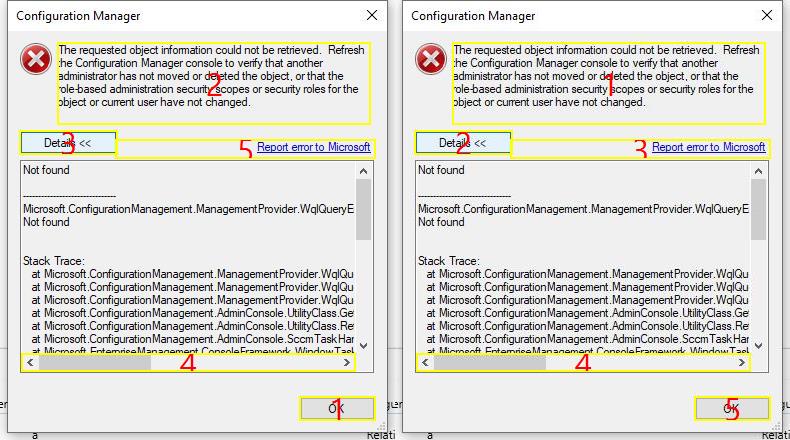 Configuration Manager
The requested object information could not be retrieved. Refresh
the Configuration Manager console to verify that another
administrator has not moved or deleted the object, or that the
role-based administration security scopes or security roles for the
object or current user have not changed.
2
Details <<
3
5
Report error to Microsoft
Not found
-------------------------------
Microsoft.ConfigurationManagement.ManagementProvider.WqlQueryE
Not found
Stack Trace:
at Microsoft.ConfigurationManagement.ManagementProvider.WqlQu
at Microsoft.ConfigurationManagement.ManagementProvider.WqlQu
at Microsoft.ConfigurationManagement.ManagementProvider.WqlQu
at Microsoft.ConfigurationManagement.AdminConsole.UtilityClass.Get
at Microsoft.ConfigurationManagement.AdminConsole.UtilityClass.Ret
at Microsoft.ConfigurationManagement.AdminConsole.SccmTaskHan
at Microsoft.EnterpriseManagement.ConsoleFramework.WindowTask
4
OK
1
a
Relati
Configuration Manager
The requested object information could not be retrieved. Refresh
the Configuration Manager console to verify that another
administrator has not moved or deleted the object, or that the
role-based administration security scopes or security roles for the
object or current user have not changed.
1
Details <<
2
3
Report error to Microsoft
Not found
-------------------------------
Microsoft.ConfigurationManagement.ManagementProvider.WqlQueryE
Not found
Stack Trace:
at Microsoft.ConfigurationManagement.ManagementProvider.WqlQu
at Microsoft.ConfigurationManagement.ManagementProvider.WqlQu
at Microsoft.ConfigurationManagement.ManagementProvider.WqlQu
at Microsoft.ConfigurationManagement.AdminConsole.UtilityClass.Get
at Microsoft.ConfigurationManagement.AdminConsole.UtilityClass.Ret
at Microsoft.ConfigurationManagement.AdminConsole.SccmTaskHar
at Microsoft.EnterpriseManagement.ConsoleFramework.WindowTask
4
OK
5
a
Relati